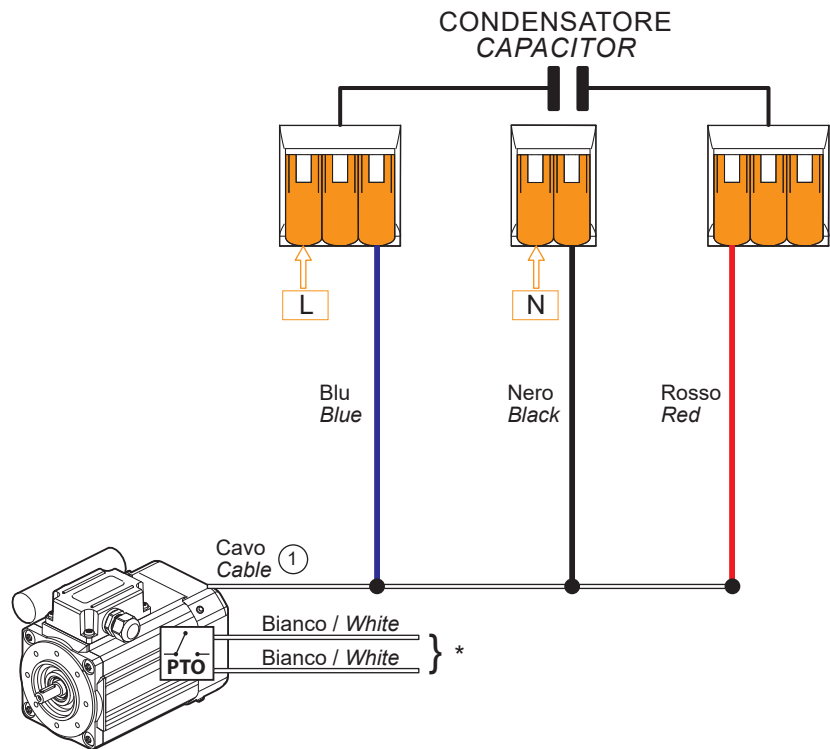 CONDENSATORE
CAPACITOR
L
N
Blu
Blue
Nero
Black
Rosso
Red
Cavo
Cable 1
Bianco / White
PTO
Bianco / White
} *